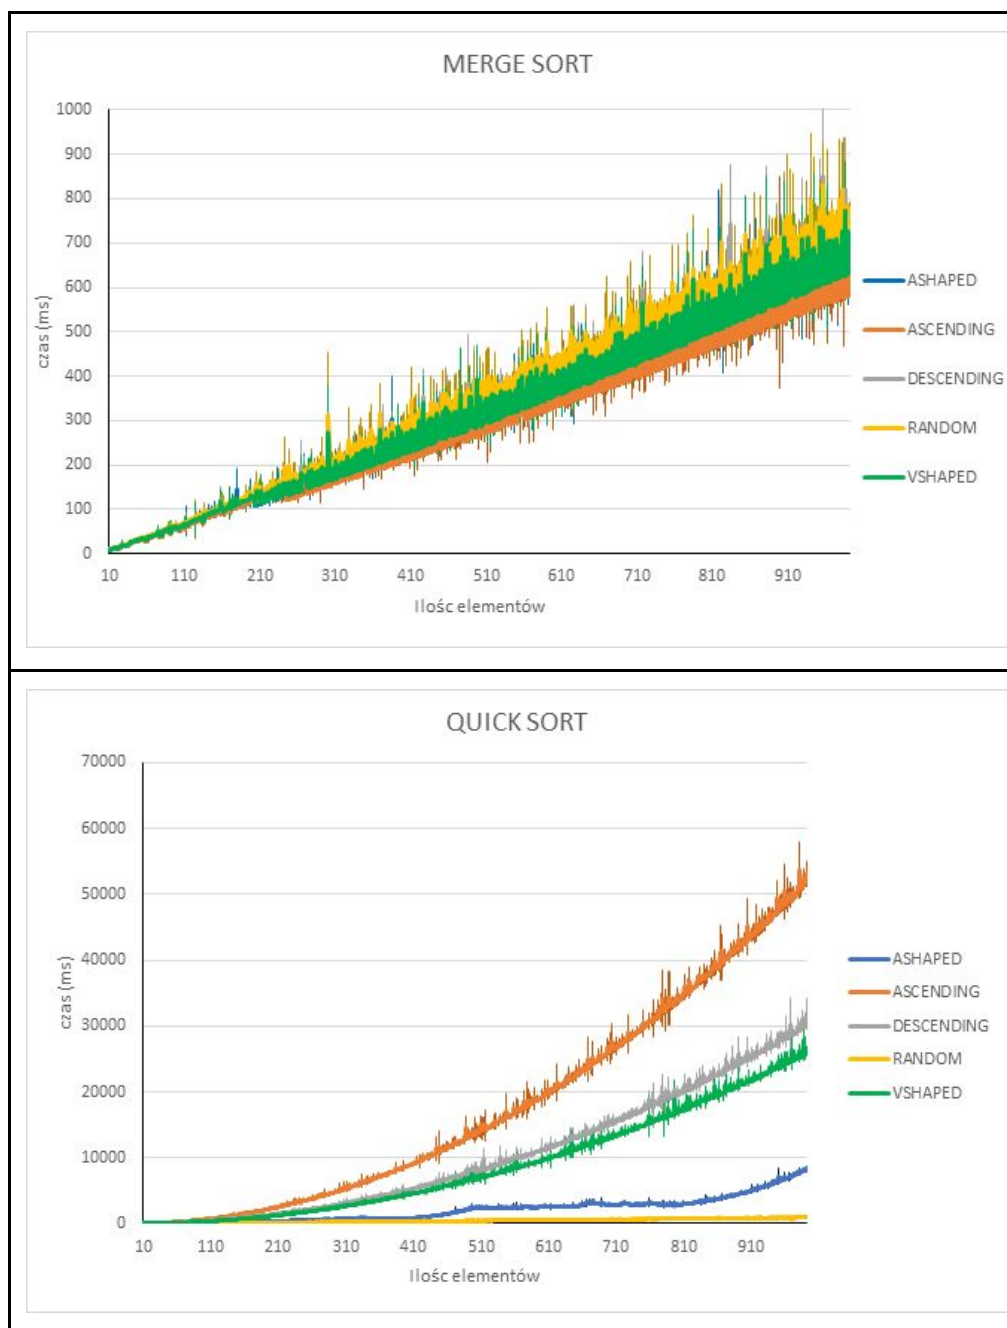 MERGE SORT
1000
900
800
700
600
500
400
300
200
100
0
czas (ms)
10 110 210 310 410 510 610 710 810 910
Ilośc elementów
ASHAPED
ASCENDING
DESCENDING
RANDOM
VSHAPED
QUICK SORT
70000
60000
50000
40000
30000
20000
10000
0
czas (ms)
10 110 210 310 410 510 610 710 810 910
Ilośc elementów
ASHAPED
ASCENDING
DESCENDING
RANDOM
VSHAPED